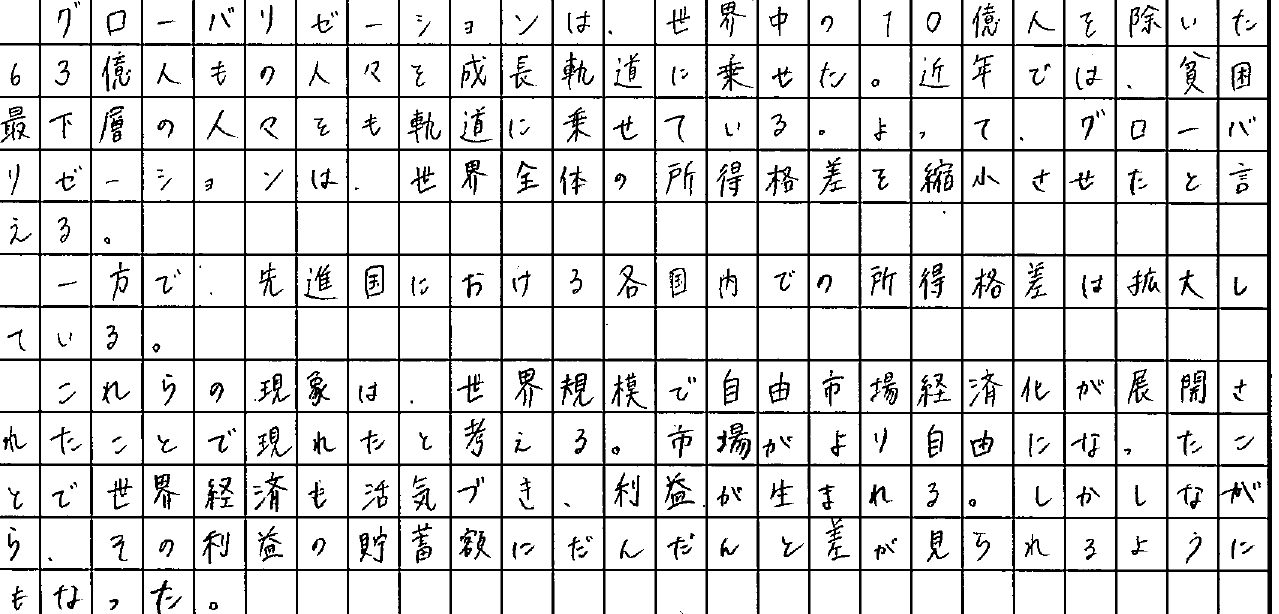 グローバリゼーションは、世界中の10億人を除いた
63億人もの人々を成長軌道に乗せた。近年では、貧困
最下層の人々をも軌道に乗せている。よって、グローバ
リゼーションは、世界全体の所得格差を縮小させたと言
える。
一方で、先進国における各国内での所得格差は拡大し
ている。
これらの現象は、世界規模で自由市場経済化が展開さ
れたことで現れたと考える。市場がより自由になったこ
とで世界経済も活気づき、利益が生まれる。しかしなが
ら、その利益の貯蓄額にだんだんと差が見られるように
もなった。